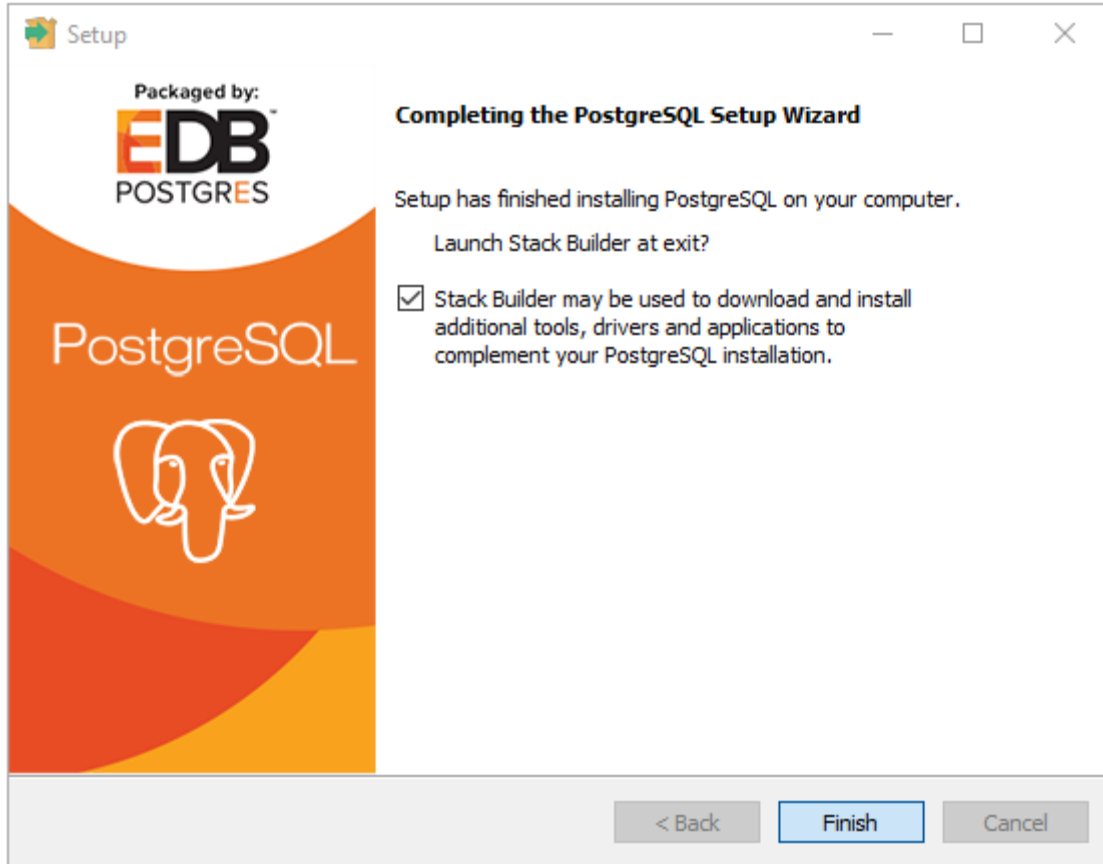 Setup
Packaged by:
EDB™
POSTGRES
PostgreSQL
Completing the PostgreSQL Setup Wizard
Setup has finished installing PostgreSQL on your computer.
Launch Stack Builder at exit?
Stack Builder may be used to download and install
additional tools, drivers and applications to
complement your PostgreSQL installation.
< Back
Finish
Cancel